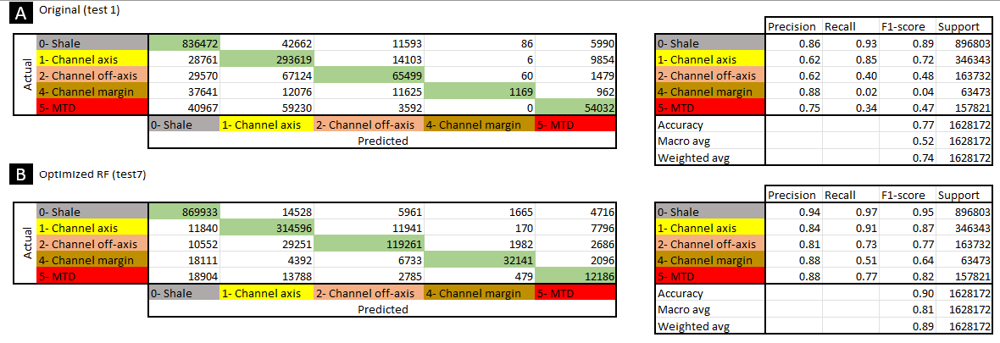 A Original (test 1)
Precision Recall F1-score Support
0- Shale 836472 42662 11593 86 5990 0- Shale 0.86 0.93 0.89 896803
1- Channel axis 28761 293619 14103 6 9854 1- Channel axis 0.62 0.85 0.72 346343
Actual 2- Channel off-axis 29570 67124 65499 60 1479 2- Channel off-axis 0.62 0.40 0.48 163732
4- Channel margin 37641 12076 11625 1169 962 4- Channel margin 0.88 0.02 0.04 63473
5- MTD 40967 59230 3592 0 54032 5- MTD 0.75 0.34 0.47 157821
0- Shale 1- Channel axis 2- Channel off-axis 4- Channel margin 5- MTD Accuracy 0.77 1628172
Predicted Macro avg 0.52 1628172
Weighted avg 0.74 1628172
B Optimized RF (test7)
Precision Recall F1-score Support
0- Shale 869933 14528 5961 1665 4716 0- Shale 0.94 0.97 0.95 896803
1- Channel axis 11840 314596 11941 170 7796 1- Channel axis 0.84 0.91 0.87 346343
Actual 2- Channel off-axis 10552 29251 119261 1982 2686 2- Channel off-axis 0.81 0.73 0.77 163732
4- Channel margin 18111 4392 6733 32141 2096 4- Channel margin 0.88 0.51 0.64 63473
5- MTD 18904 13788 2785 479 12186 5- MTD 0.88 0.77 0.82 157821
0- Shale 1- Channel axis 2- Channel off-axis 4- Channel margin 5- MTD Accuracy 0.90 1628172
Predicted Macro avg 0.81 1628172
Weighted avg 0.89 1628172